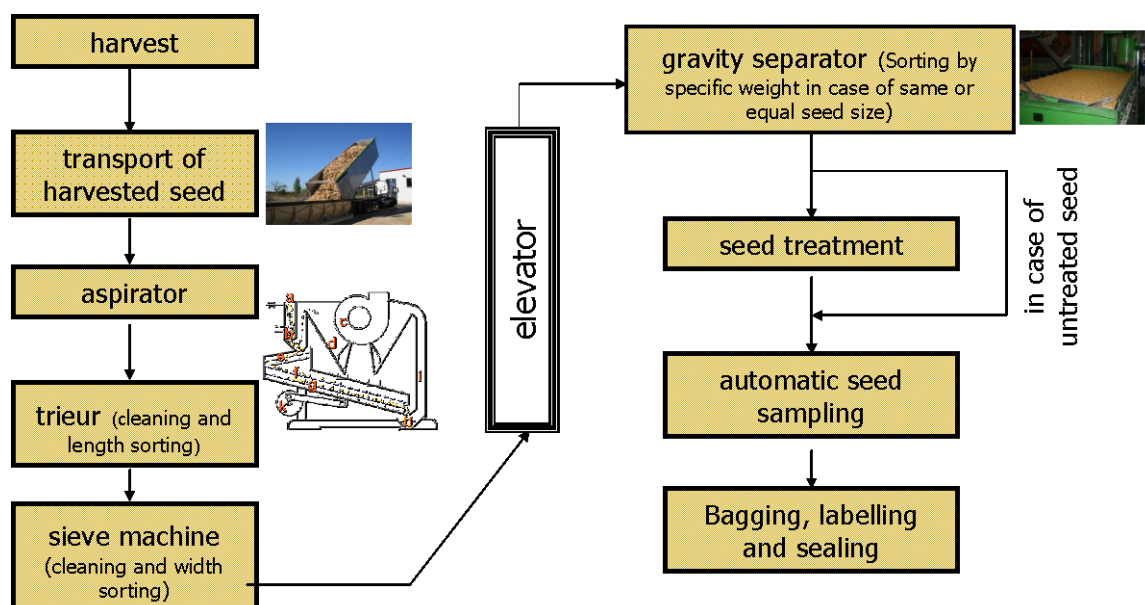 harvest
transport of
harvested seed
aspirator
trieur (cleaning and
length sorting)
sieve machine
(cleaning and width
sorting)
a
c
d
f
g
l
k
h
elevator
gravity separator (Sorting by
specific weight in case of same or
equal seed size)
seed treatment
in case of
untreated seed
automatic seed
sampling
Bagging, labelling
and sealing